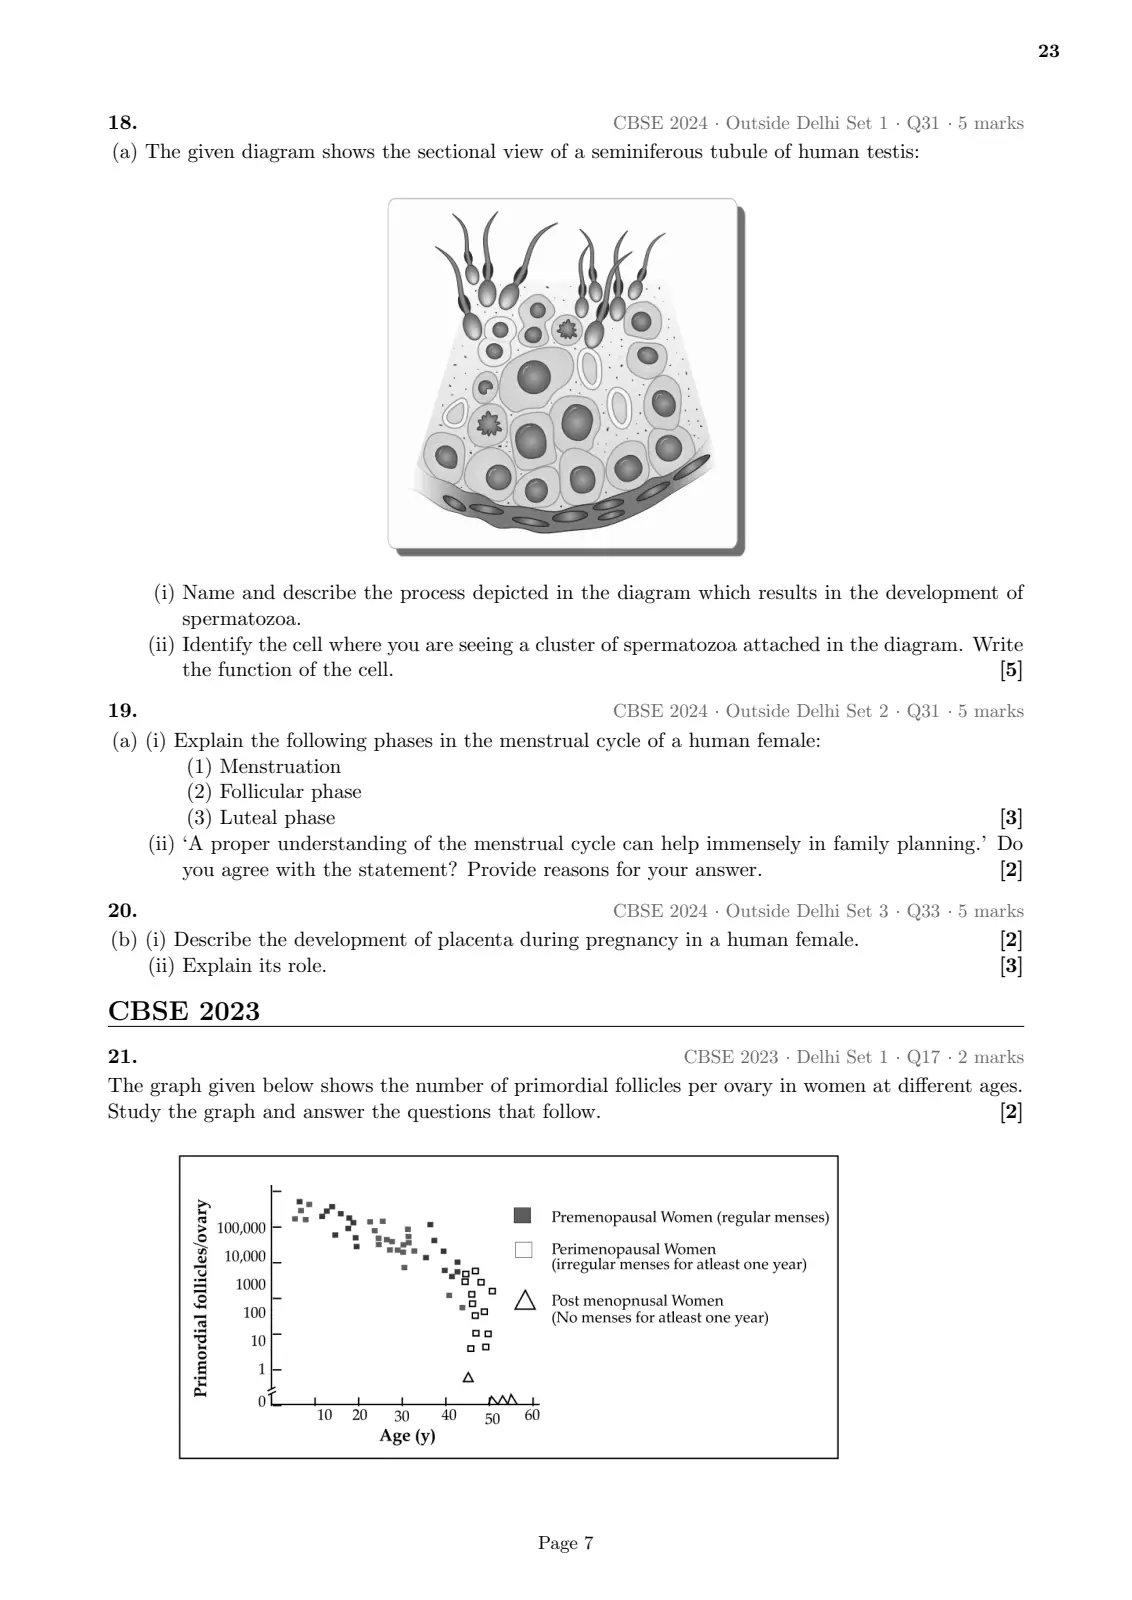 23
18.
CBSE 2024 · Outside Delhi Set 1 · Q31 · 5 marks
(a) The given diagram shows the sectional view of a seminiferous tubule of human testis:
(i) Name and describe the process depicted in the diagram which results in the development of
spermatozoa.
(ii) Identify the cell where you are seeing a cluster of spermatozoa attached in the diagram. Write
the function of the cell. [5]
19.
CBSE 2024 · Outside Delhi Set 2 · Q31 · 5 marks
(a) (i) Explain the following phases in the menstrual cycle of a human female:
(1) Menstruation
(2) Follicular phase
(3) Luteal phase [3]
(ii) ‘A proper understanding of the menstrual cycle can help immensely in family planning.’ Do
you agree with the statement? Provide reasons for your answer. [2]
20.
CBSE 2024 · Outside Delhi Set 3 · Q33 · 5 marks
(b) (i) Describe the development of placenta during pregnancy in a human female. [2]
(ii) Explain its role. [3]
CBSE 2023
21.
CBSE 2023 · Delhi Set 1 · Q17 · 2 marks
The graph given below shows the number of primordial follicles per ovary in women at different ages.
Study the graph and answer the questions that follow. [2]
Primordial follicles/ovary
100,000
10,000
1000
100
10
1
0
10 20 30 40 50 60
Age (y)
Premenopausal Women (regular menses)
Perimenopausal Women
(irregular menses for atleast one year)
Post menopnusal Women
(No menses for atleast one year)
Page 7